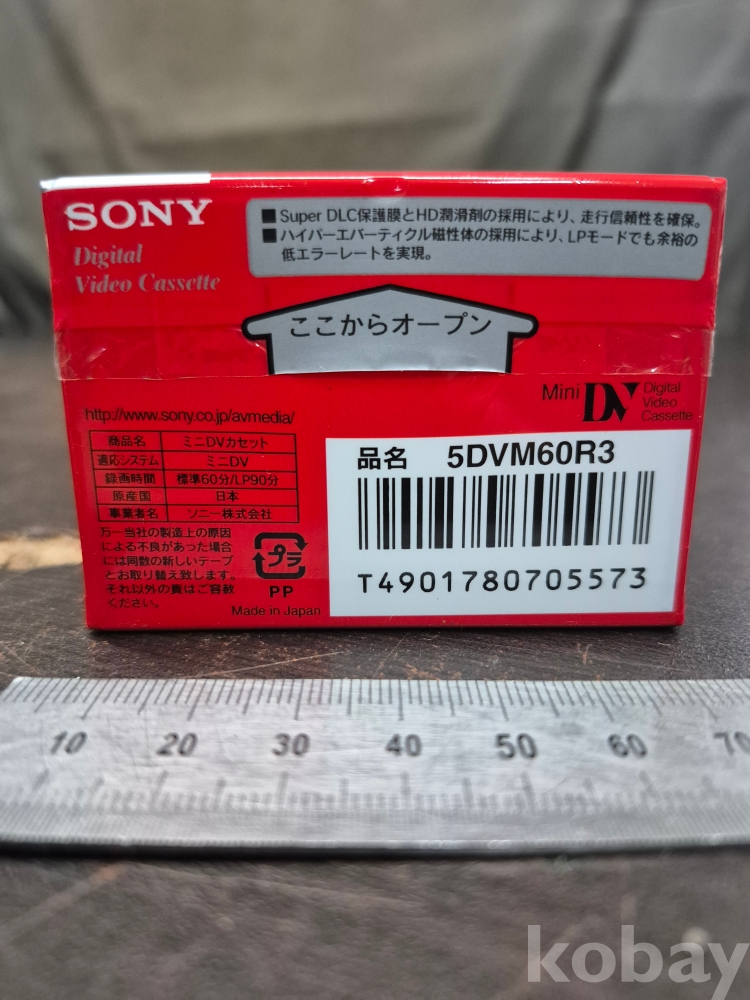 SONY
Digital
Video Cassette
■ Super DLC保護膜とHD潤滑剤の採用により、走行信頼性を確保。
■ ハイパーエバーティクル磁性体の採用により、LPモードでも余裕の
低エラーレートを実現。
ここからオープン
Mini DV Digital
Video
Cassette
http://www.sony.co.jp/avmedia/
商品名 ミニDVカセット
適応システム ミニDV
録画時間 標準60分/LP90分
原産国 日本
事業者名 ソニー株式会社
万一当社の製造上の原因
による不良があった場合
には同数の新しいテープ
とお取り替え致します。
それ以外の責はご容赦
ください。
プラ
PP
Made in Japan
品名 5DVM60R3
T4901780705573
10 20 30 40 50 60 70
kobay